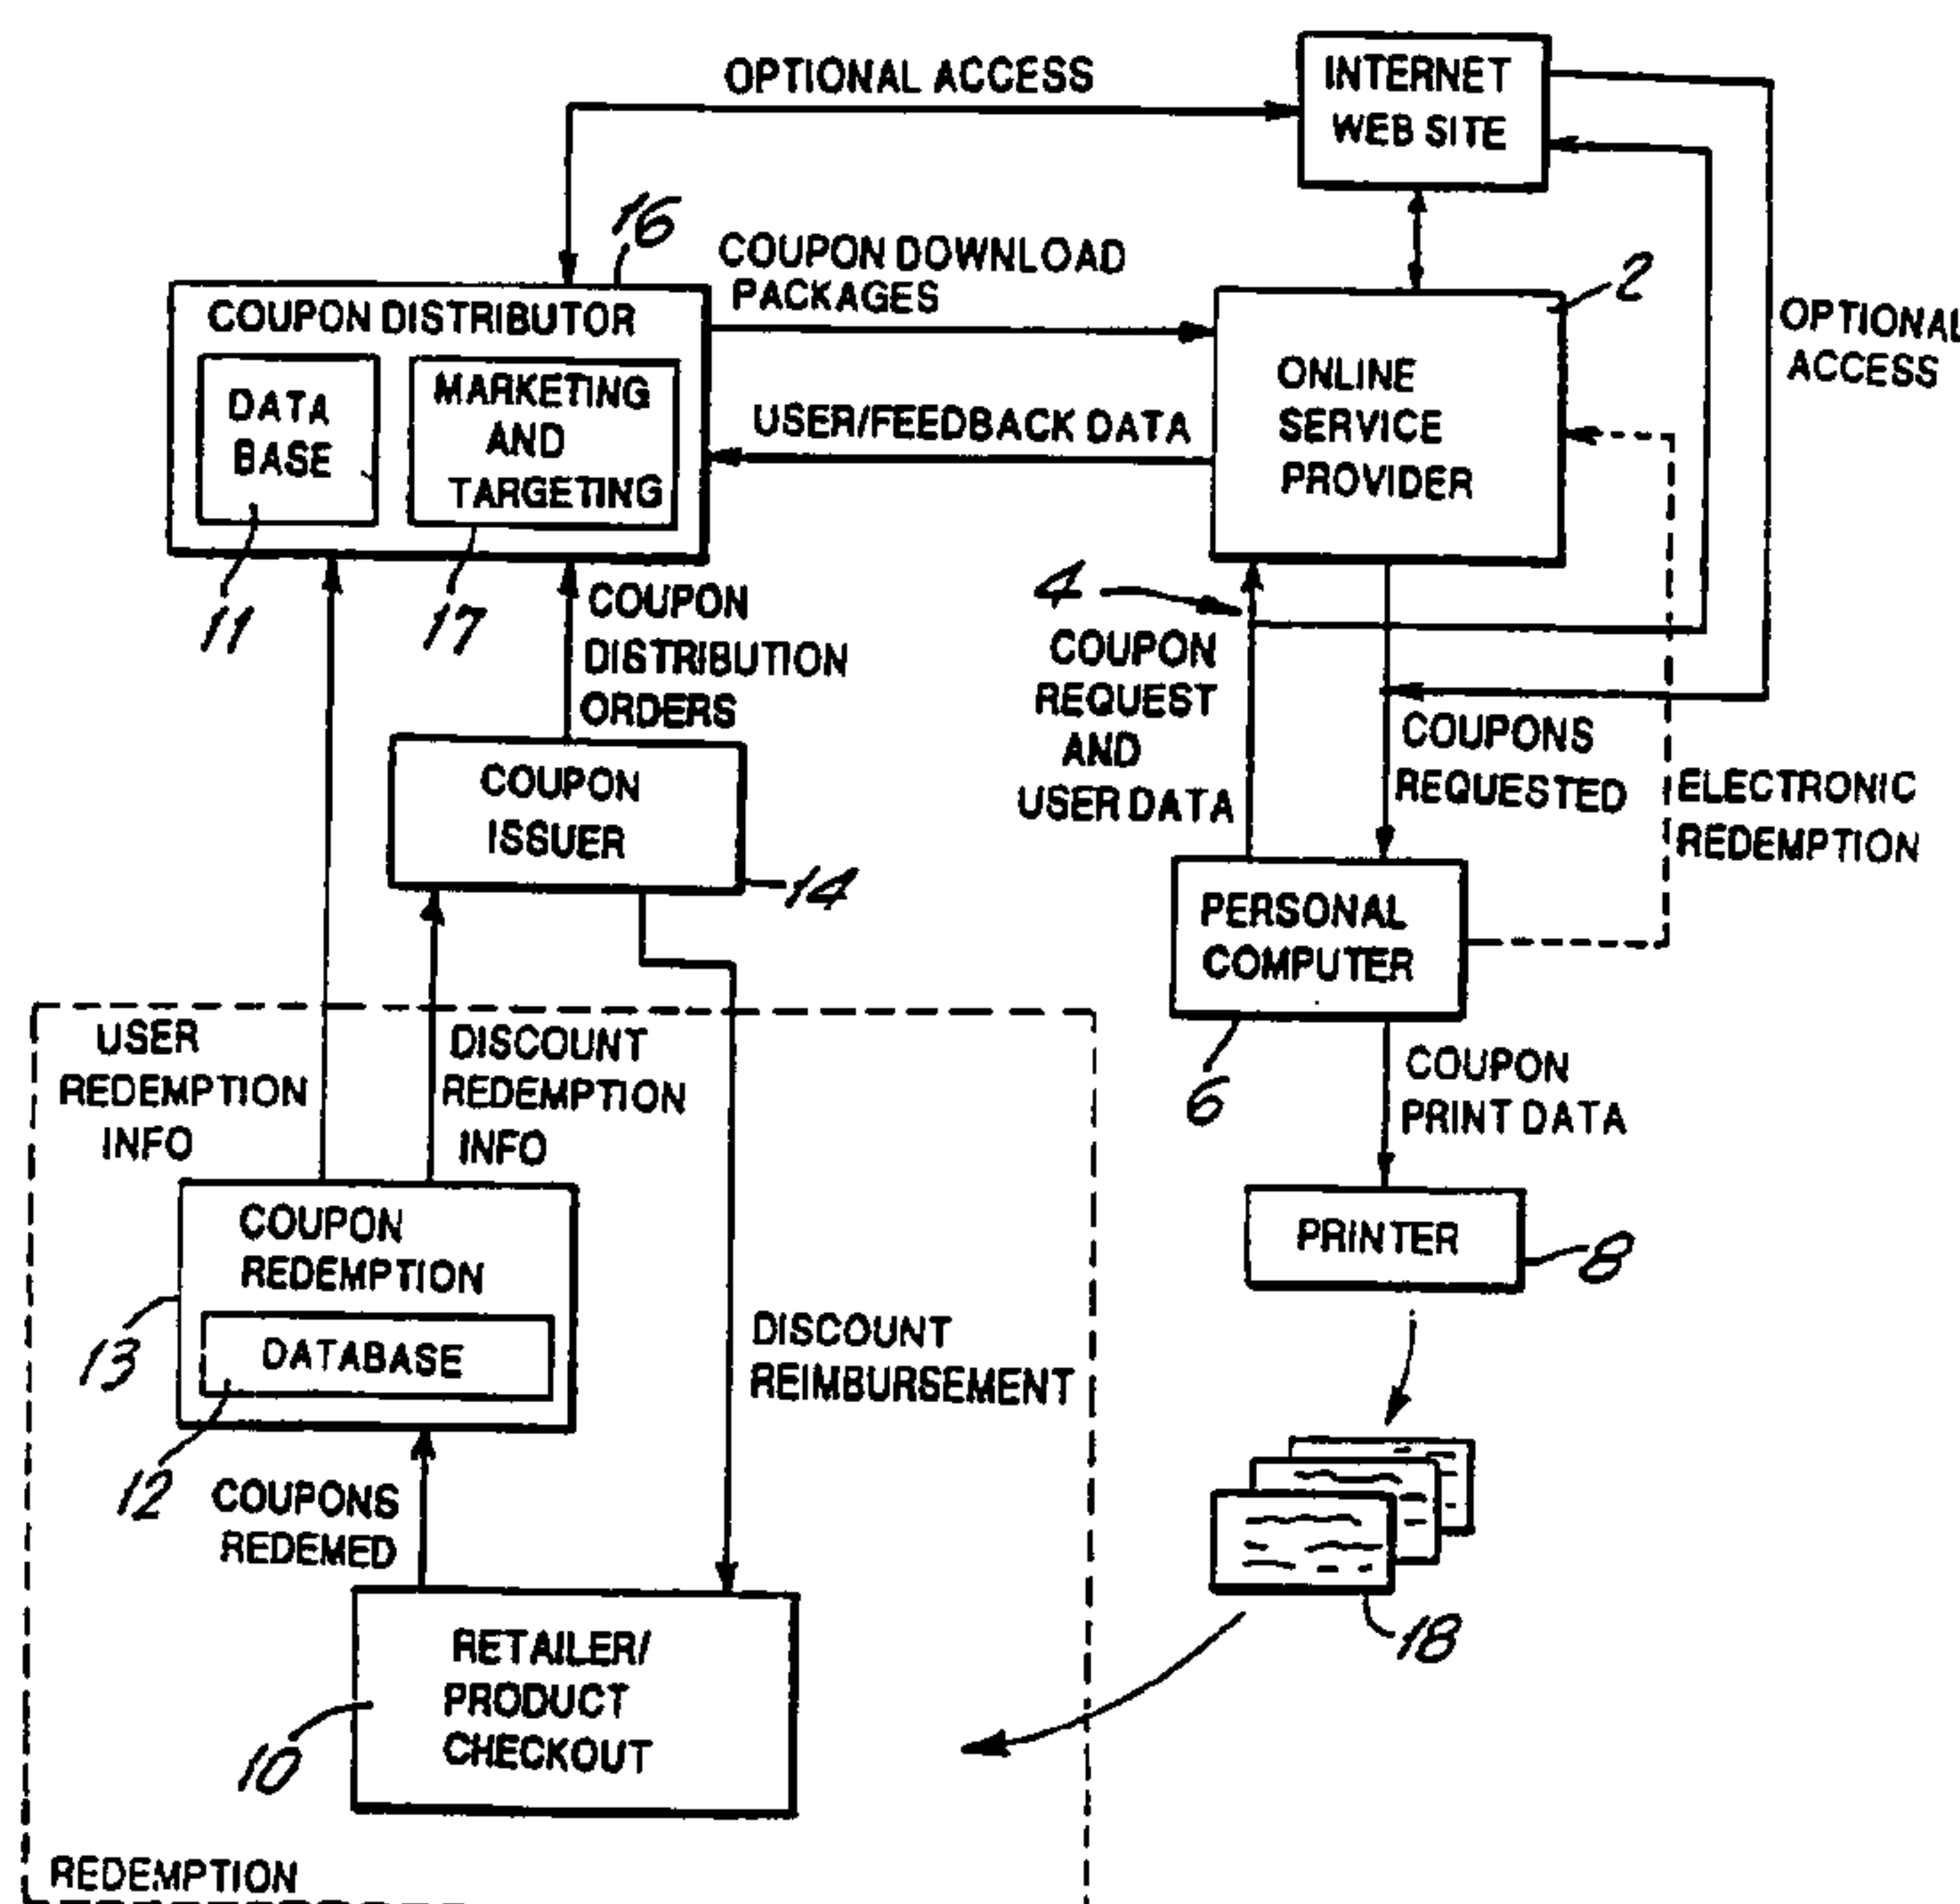 OPTIONAL ACCESS
INTERNET
WEB SITE
16
COUPON DOWNLOAD
PACKAGES
2
COUPON DISTRIBUTOR
DATA
BASE
MARKETING
AND
TARGETING
USER/FEEDBACK DATA
ONLINE
SERVICE
PROVIDER
OPTIONAL
ACCESS
11
17
COUPON
DISTRIBUTION
ORDERS
4
COUPON
REQUEST
AND
USER DATA
COUPONS
REQUESTED
ELECTRONIC
REDEMPTION
COUPON
ISSUER
14
PERSONAL
COMPUTER
6
USER
REDEMPTION
INFO
DISCOUNT
REDEMPTION
INFO
COUPON
PRINT DATA
COUPON
REDEMPTION
DATABASE
13
12
PRINTER
8
DISCOUNT
REIMBURSEMENT
COUPONS
REDEMED
18
RETAILER/
PRODUCT
CHECKOUT
10
REDEMPTION